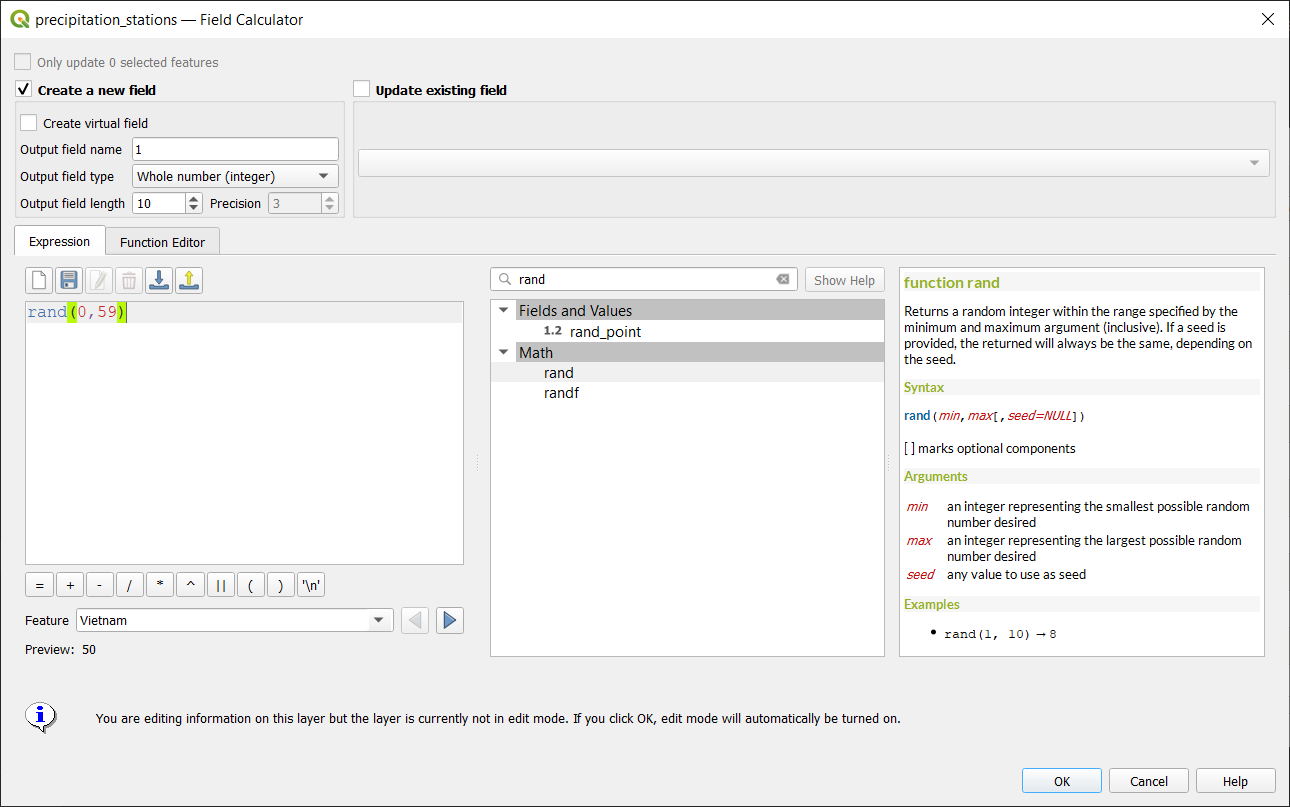 precipitation_stations — Field Calculator
Only update 0 selected features
Create a new field
Update existing field
Create virtual field
Output field name 1
Output field type Whole number (integer)
Output field length 10 Precision 3
Expression Function Editor
rand(0,59)
= + - / * ^ || ( ) '\n'
Feature Vietnam
Preview: 50
rand Show Help
Fields and Values
1.2 rand_point
Math
rand
randf
function rand
Returns a random integer within the range specified by the
minimum and maximum argument (inclusive). If a seed is
provided, the returned will always be the same, depending on
the seed.
Syntax
rand(min,max[,seed=NULL])
[ ] marks optional components
Arguments
min an integer representing the smallest possible random
number desired
max an integer representing the largest possible random
number desired
seed any value to use as seed
Examples
• rand(1, 10) → 8
You are editing information on this layer but the layer is currently not in edit mode. If you click OK, edit mode will automatically be turned on.
OK Cancel Help